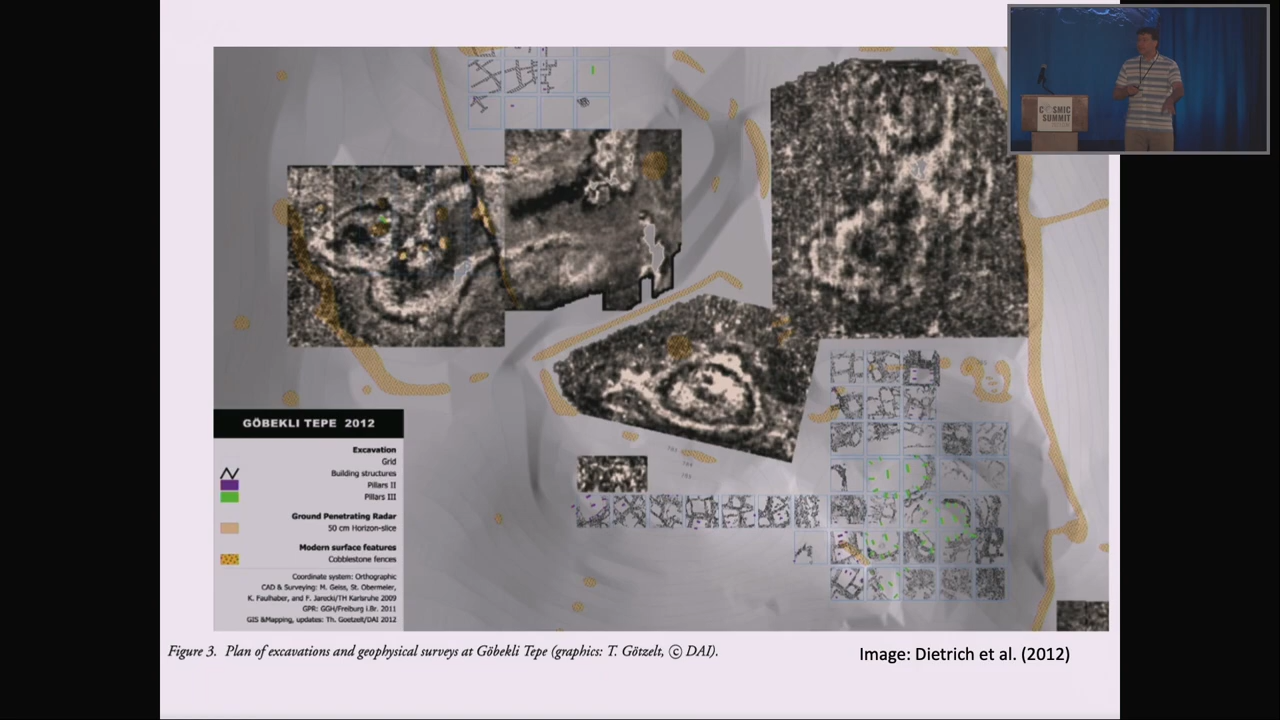 COSMIC
SUMMIT
GÖBEKLI TEPE 2012
Excavation
Grid
Building structures
Pillars II
Pillars III
Ground Penetrating Radar
50 cm Horizon-slice
Modern surface features
Cobblestone fences
Coordinate system: Orthographic
CAD & Surveying: M. Geiss, St. Obermeier,
K. Faulhaber, and F. Jarecki/TH Karlsruhe 2009
GPR: GGH/Freiburg i.Br. 2011
GIS &Mapping, updates: Th. Goetzelt/DAI 2012
Figure 3. Plan of excavations and geophysical surveys at Göbekli Tepe (graphics: T. Götzelt, © DAI).
Image: Dietrich et al. (2012)